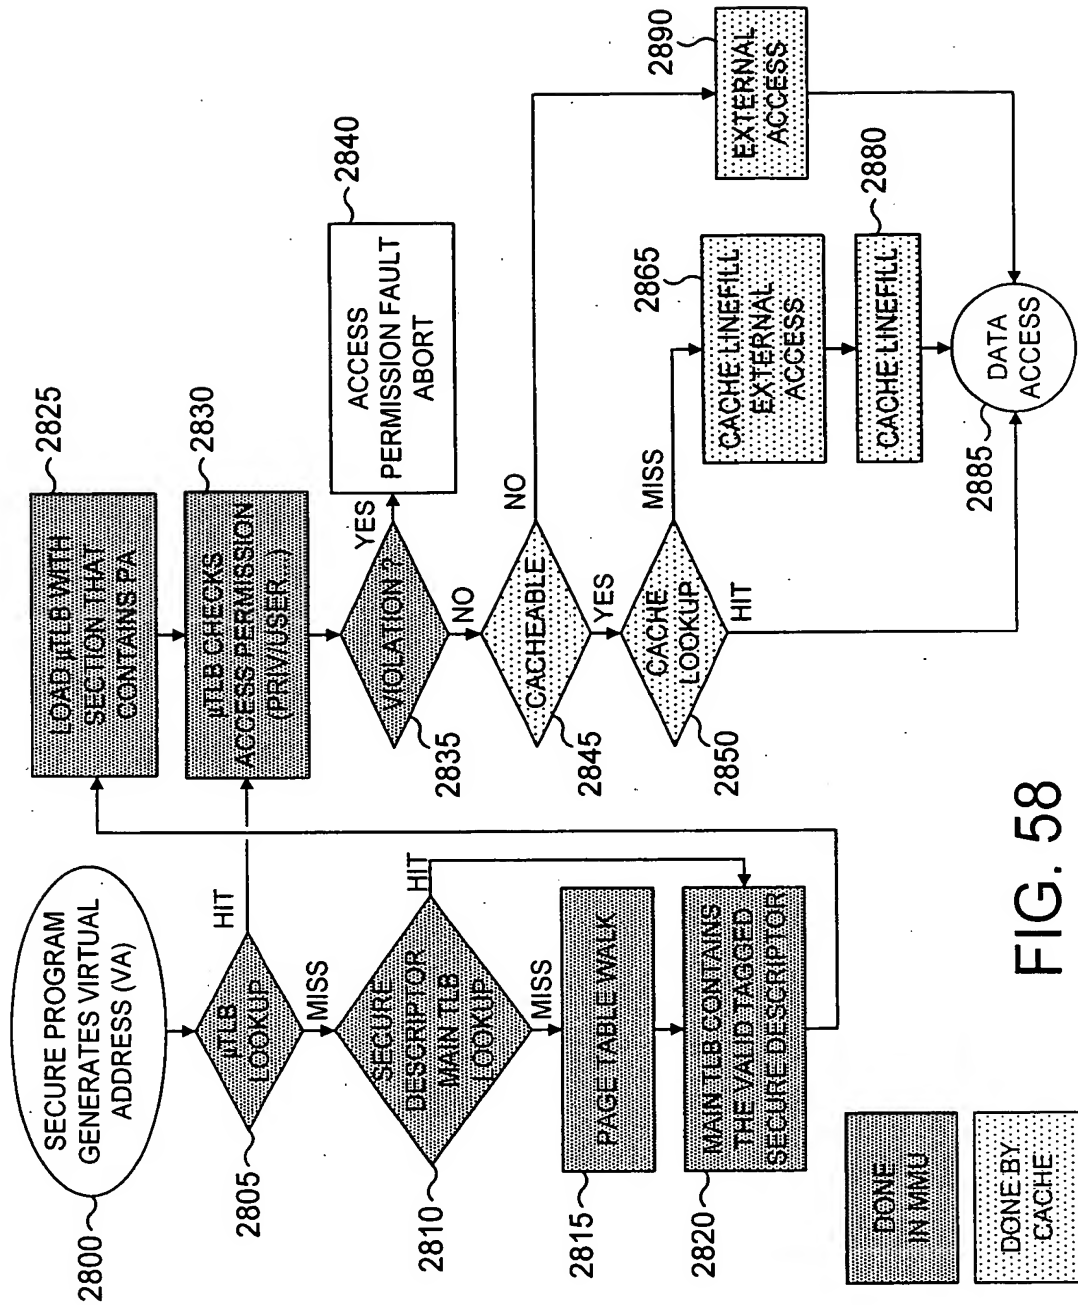 2800
SECURE PROGRAM
GENERATES VIRTUAL
ADDRESS (VA)
2805
µTLB
LOOKUP
HIT
MISS
2810
SECURE
DESCRIPTOR
MAIN TLB
LOOKUP
HIT
MISS
2815
PAGE TABLE WALK
2820
MAIN TLB CONTAINS
THE VALID TAGGED
SECURE DESCRIPTOR
2825
LOAD µTLB WITH
SECTION THAT
CONTAINS PA
2830
µTLB CHECKS
ACCESS PERMISSION
(PRIV/USER...)
2835
VIOLATION ?
YES
NO
2840
ACCESS
PERMISSION FAULT
ABORT
2845
CACHEABLE
NO
YES
2850
CACHE
LOOKUP
MISS
HIT
2865
CACHE LINEFILL
EXTERNAL
ACCESS
2880
CACHE LINEFILL
2890
EXTERNAL
ACCESS
2885
DATA
ACCESS
DONE
IN MMU
DONE BY
CACHE
FIG. 58